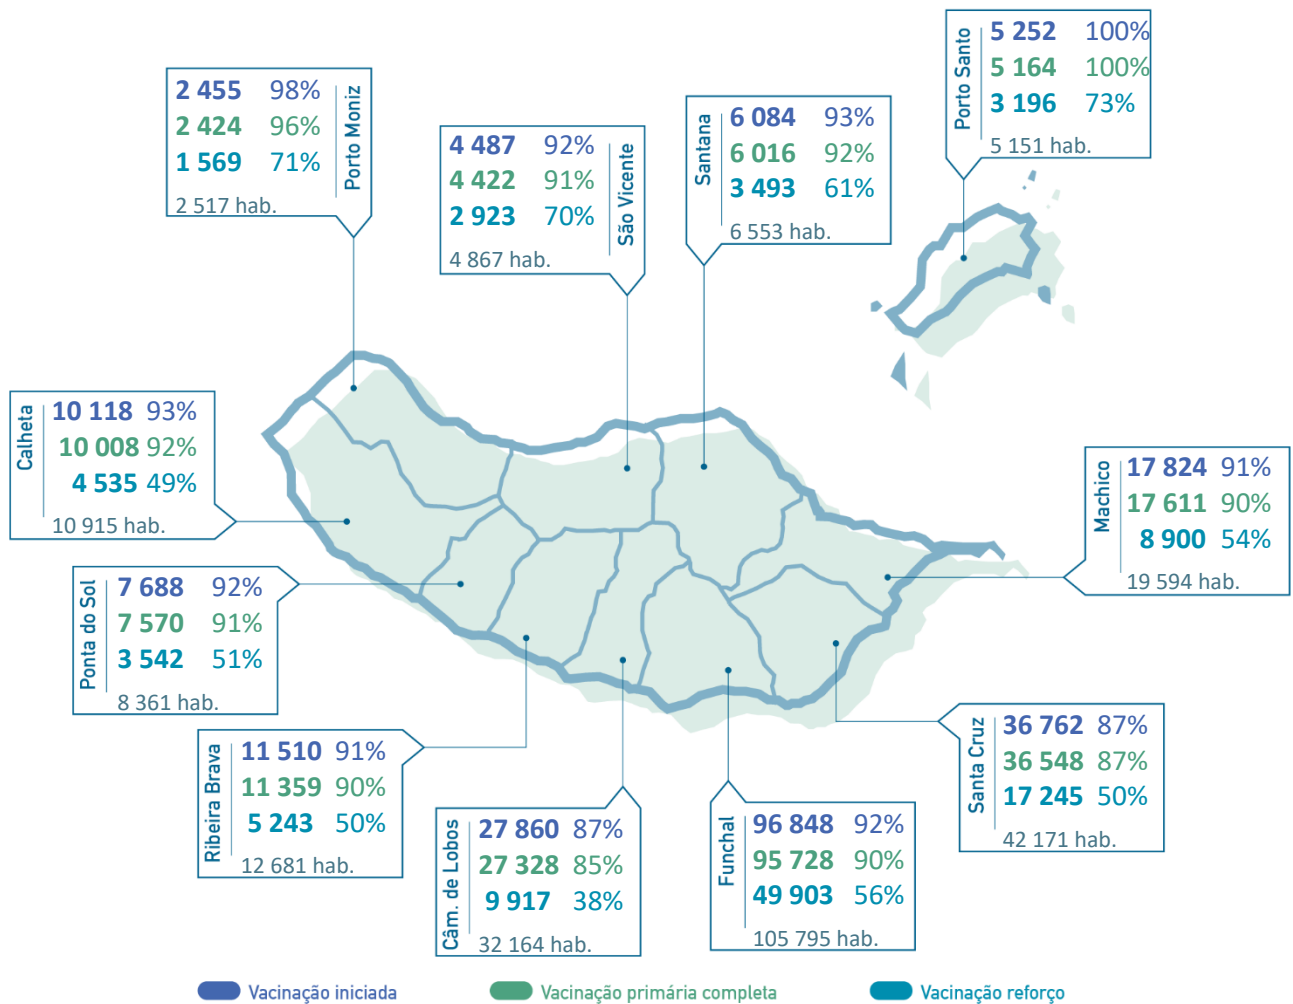 Porto Moniz
2 455 98%
2 424 96%
1 569 71%
2 517 hab.
São Vicente
4 487 92%
4 422 91%
2 923 70%
4 867 hab.
Santana
6 084 93%
6 016 92%
3 493 61%
6 553 hab.
Porto Santo
5 252 100%
5 164 100%
3 196 73%
5 151 hab.
Calheta
10 118 93%
10 008 92%
4 535 49%
10 915 hab.
Machico
17 824 91%
17 611 90%
8 900 54%
19 594 hab.
Ponta do Sol
7 688 92%
7 570 91%
3 542 51%
8 361 hab.
Ribeira Brava
11 510 91%
11 359 90%
5 243 50%
12 681 hab.
Câm. de Lobos
27 860 87%
27 328 85%
9 917 38%
32 164 hab.
Funchal
96 848 92%
95 728 90%
49 903 56%
105 795 hab.
Santa Cruz
36 762 87%
36 548 87%
17 245 50%
42 171 hab.
Vacinação iniciada
Vacinação primária completa
Vacinação reforço